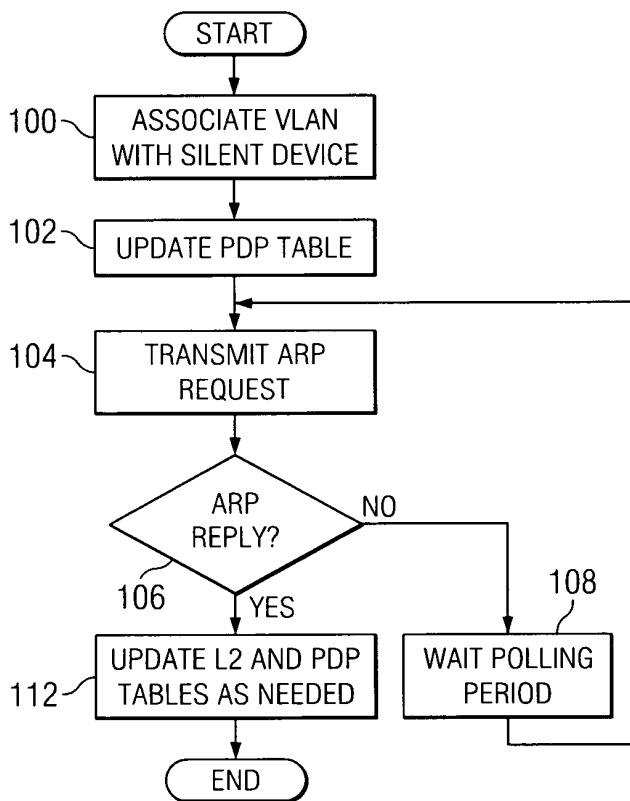 START
100
ASSOCIATE VLAN
WITH SILENT DEVICE
102
UPDATE PDP TABLE
104
TRANSMIT ARP
REQUEST
ARP
REPLY?
NO
106
YES
108
WAIT POLLING
PERIOD
112
UPDATE L2 AND PDP
TABLES AS NEEDED
END